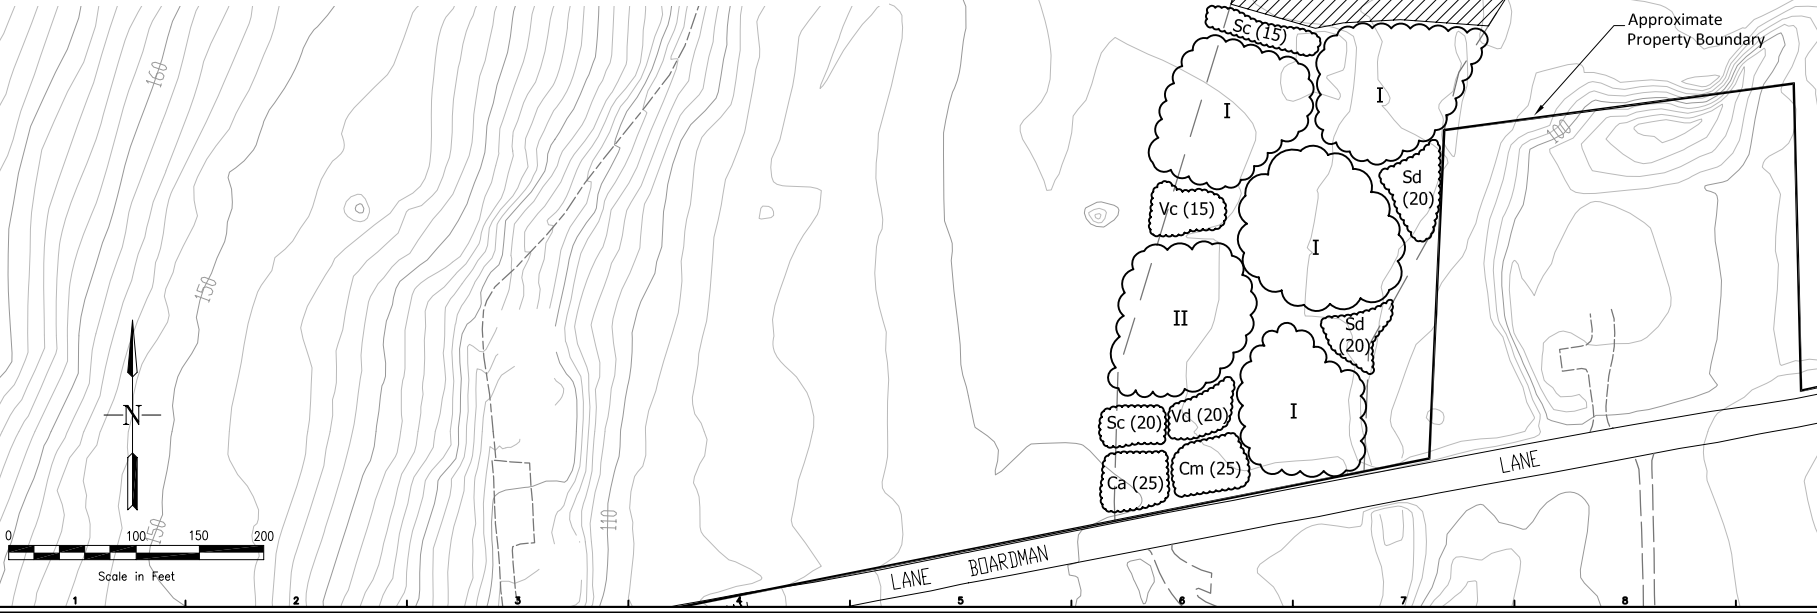 Approximate
Property Boundary
Sc (15)
160
I
I
100
Sd
(20)
Vc (15)
I
150
II
Sd
(20)
N
Sc (20)
Vd (20)
I
Ca (25)
Cm (25)
LANE
110
150
0 100 150 200
Scale in Feet
LANE BOARDMAN
1 2 3 4 5 6 7 8